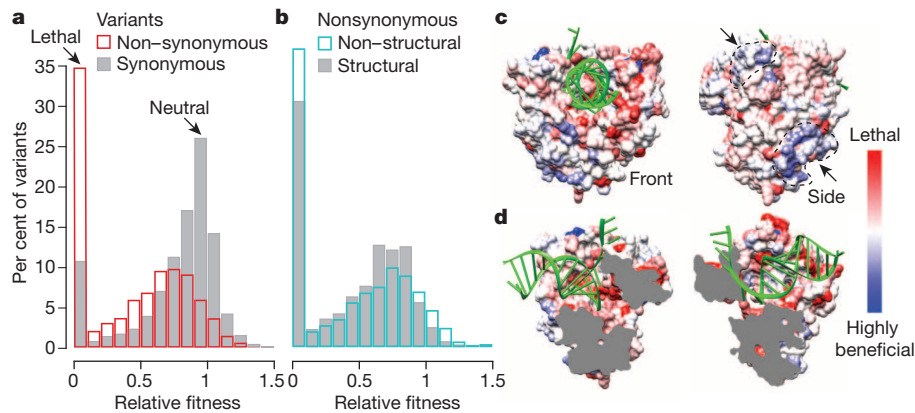 a
Variants
Lethal
Non–synonymous
Synonymous
Neutral
Per cent of variants
35
30
25
20
15
10
5
0
0 0.5 1 1.5
Relative fitness
b
Nonsynonymous
Non–structural
Structural
0 0.5 1 1.5
Relative fitness
c
Front
Side
d
Lethal
Highly
beneficial